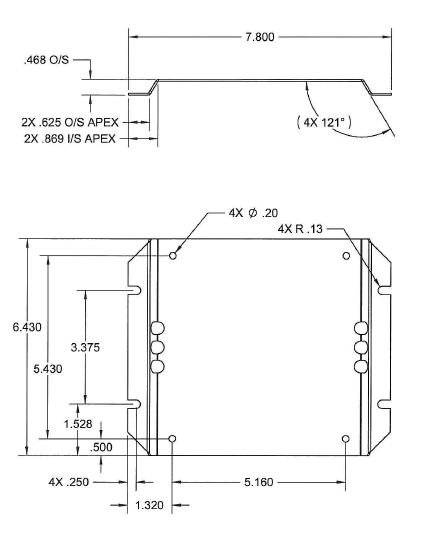 7.800
.468 O/S
2X .625 O/S APEX
2X .869 I/S APEX
(4X 121°)
4X Ø .20
4X R .13
6.430
5.430
3.375
1.528
.500
4X .250
1.320
5.160